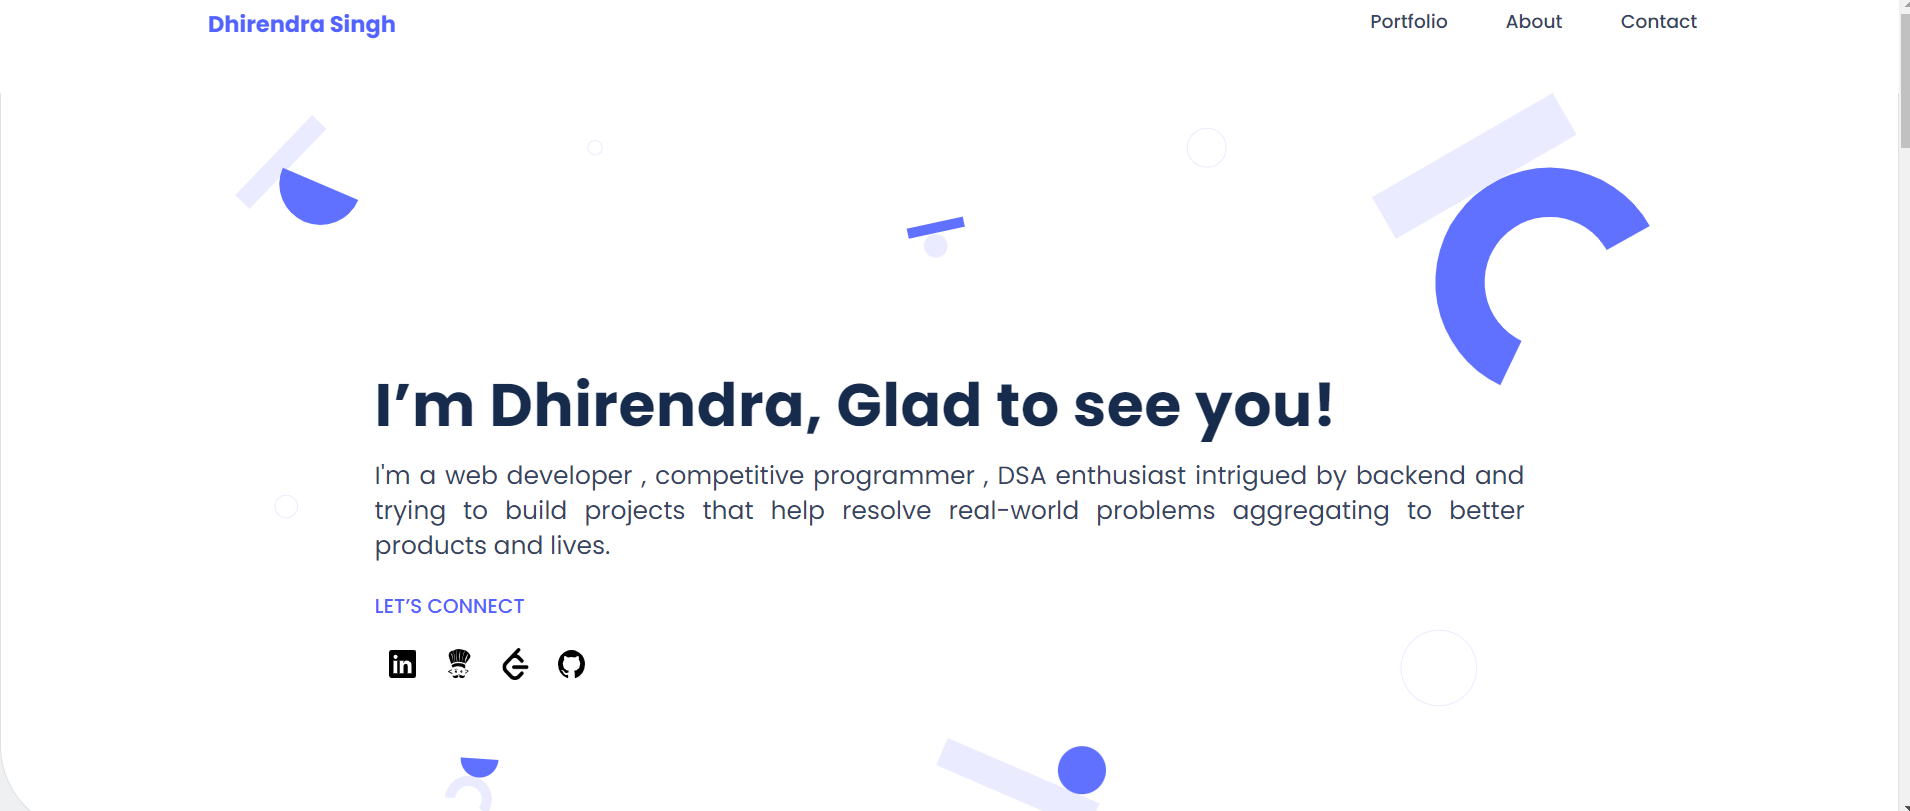 Dhirendra Singh
Portfolio
About
Contact
I’m Dhirendra, Glad to see you!
I'm a web developer , competitive programmer , DSA enthusiast intrigued by backend and
trying to build projects that help resolve real-world problems aggregating to better
products and lives.
LET’S CONNECT
in